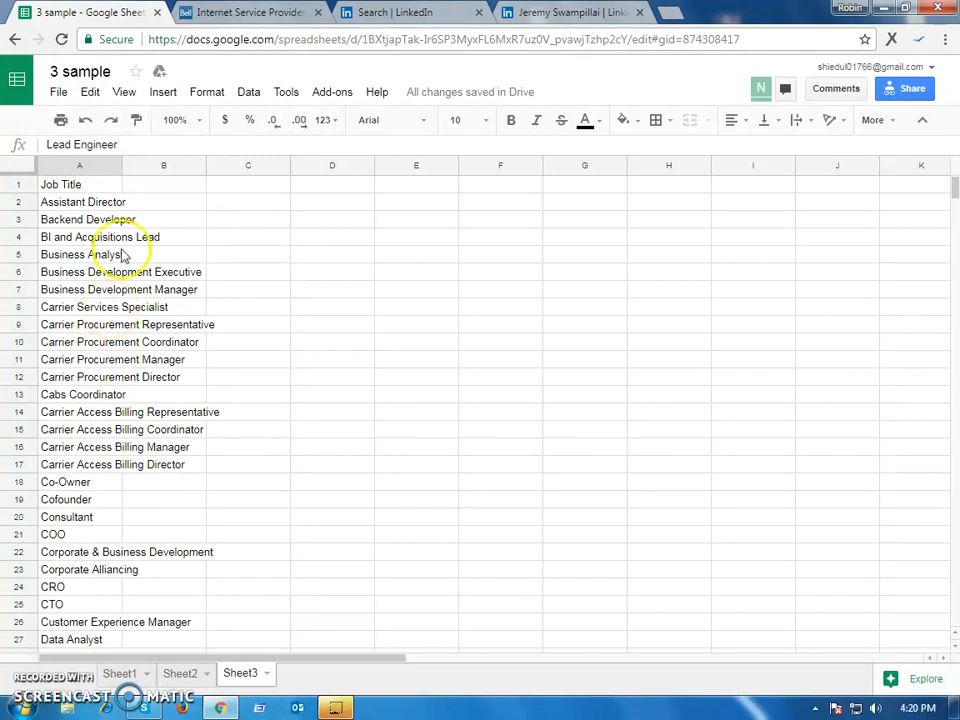 3 sample - Google Sheet
Internet Service Provider
Search | LinkedIn
Jeremy Swampillai | Link
Robin
Secure
https://docs.google.com/spreadsheets/d/1BXtjapTak-Ir6SP3MyxFL6MxR7uz0V_pvawjTzhp2cY/edit#gid=874308417
3 sample
shiedul01766@gmail.com
File Edit View Insert Format Data Tools Add-ons Help All changes saved in Drive
N Comments Share
100% $ % .0 .00 123 Arial 10 B I S A More
fx Lead Engineer
A B C D E F G H I J K
1 Job Title
2 Assistant Director
3 Backend Developer
4 BI and Acquisitions Lead
5 Business Analyst
6 Business Development Executive
7 Business Development Manager
8 Carrier Services Specialist
9 Carrier Procurement Representative
10 Carrier Procurement Coordinator
11 Carrier Procurement Manager
12 Carrier Procurement Director
13 Cabs Coordinator
14 Carrier Access Billing Representative
15 Carrier Access Billing Coordinator
16 Carrier Access Billing Manager
17 Carrier Access Billing Director
18 Co-Owner
19 Cofounder
20 Consultant
21 COO
22 Corporate & Business Development
23 Corporate Alliancing
24 CRO
25 CTO
26 Customer Experience Manager
27 Data Analyst
Sheet1 Sheet2 Sheet3 Explore
RECORDED WITH
SCREENCAST MATIC
4:20 PM